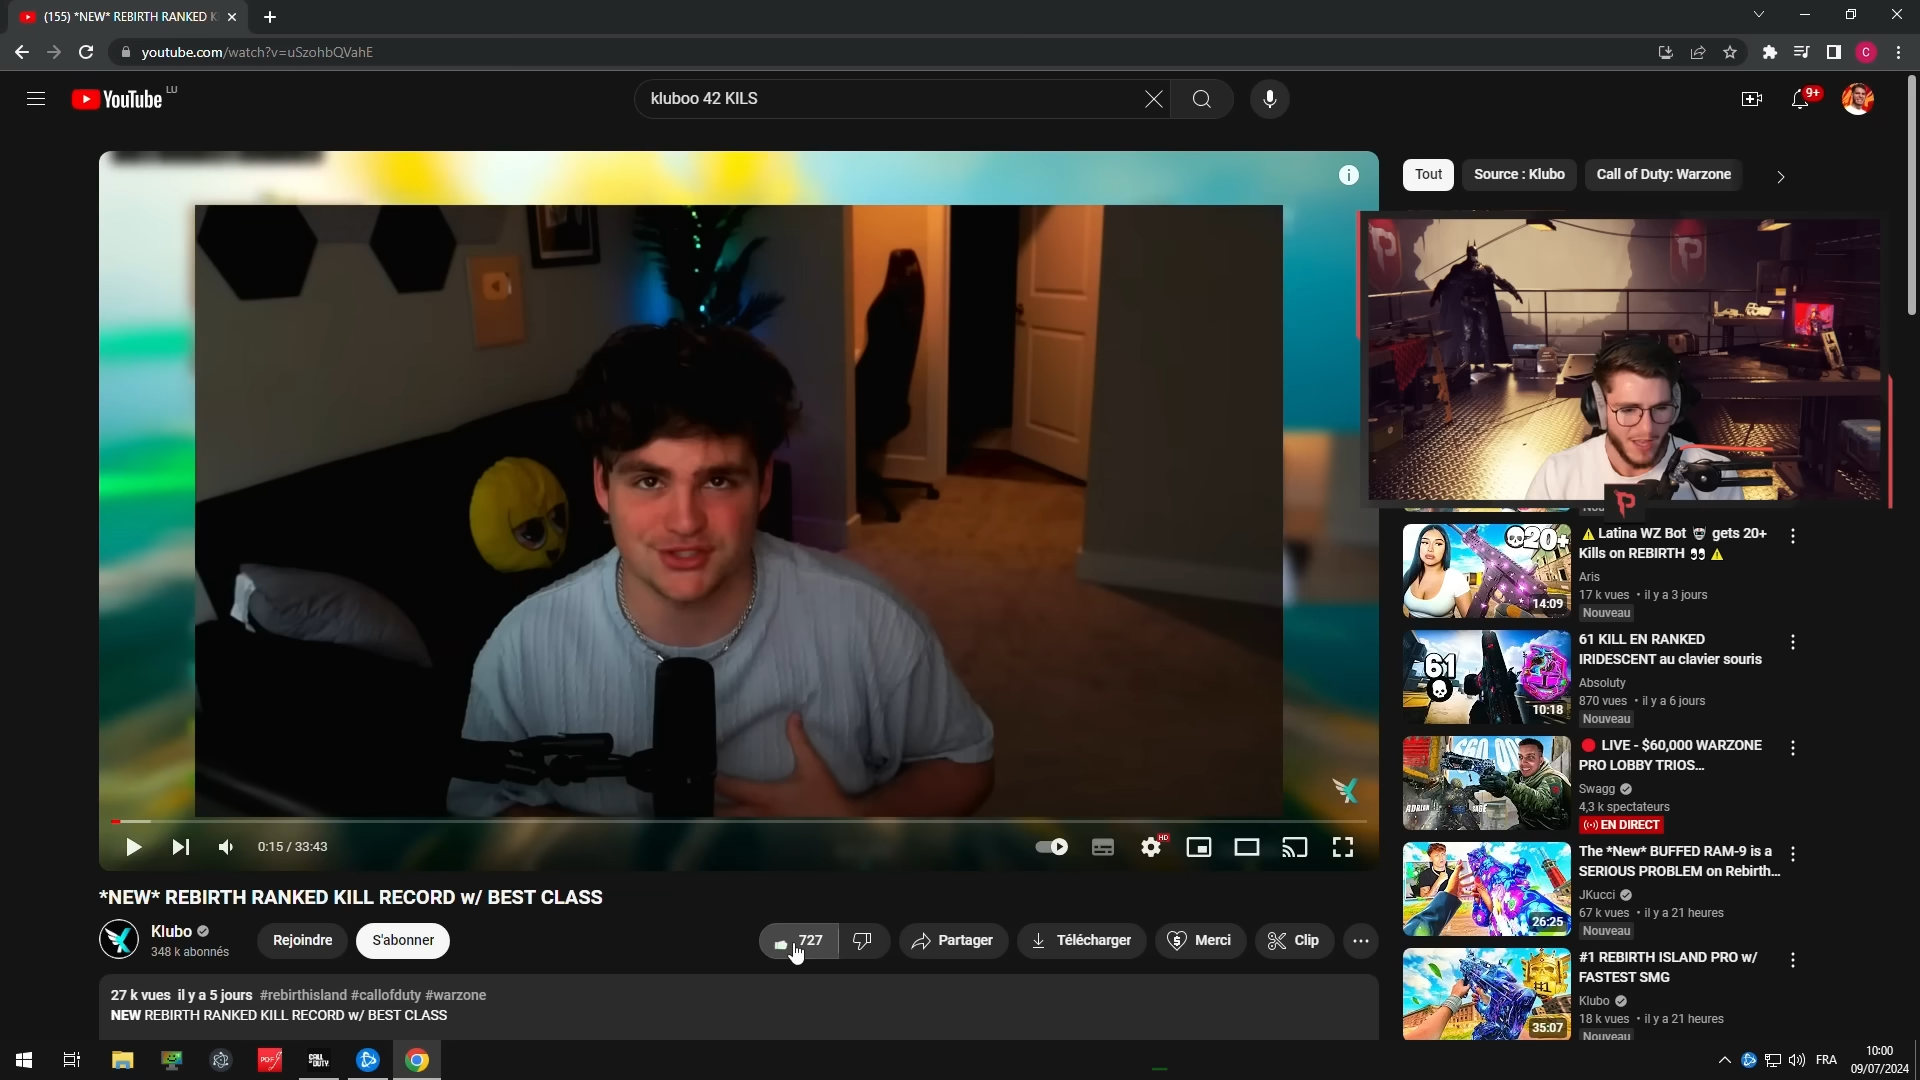 (155) *NEW* REBIRTH RANKED K
youtube.com/watch?v=uSzohbQVahE
C
YouTube LU
kluboo 42 KILS
9+
Tout
Source : Klubo
Call of Duty: Warzone
0:15 / 33:43
HD
*NEW* REBIRTH RANKED KILL RECORD w/ BEST CLASS
Klubo
348 k abonnés
Rejoindre
S'abonner
727
Partager
Télécharger
Merci
Clip
27 k vues il y a 5 jours #rebirthisland #callofduty #warzone
NEW REBIRTH RANKED KILL RECORD w/ BEST CLASS
Nou
20+
14:09
Latina WZ Bot gets 20+
Kills on REBIRTH
Aris
17 k vues • il y a 3 jours
Nouveau
61
10:18
61 KILL EN RANKED
IRIDESCENT au clavier souris
Absoluty
870 vues • il y a 6 jours
Nouveau
LIVE - $60,000 WARZONE
PRO LOBBY TRIOS...
Swagg
4,3 k spectateurs
EN DIRECT
26:25
The *New* BUFFED RAM-9 is a
SERIOUS PROBLEM on Rebirth...
JKucci
67 k vues • il y a 21 heures
Nouveau
#1
35:07
#1 REBIRTH ISLAND PRO w/
FASTEST SMG
Klubo
18 k vues • il y a 21 heures
Nouveau
PDF
CALL OF DUTY
FRA
10:00
09/07/2024